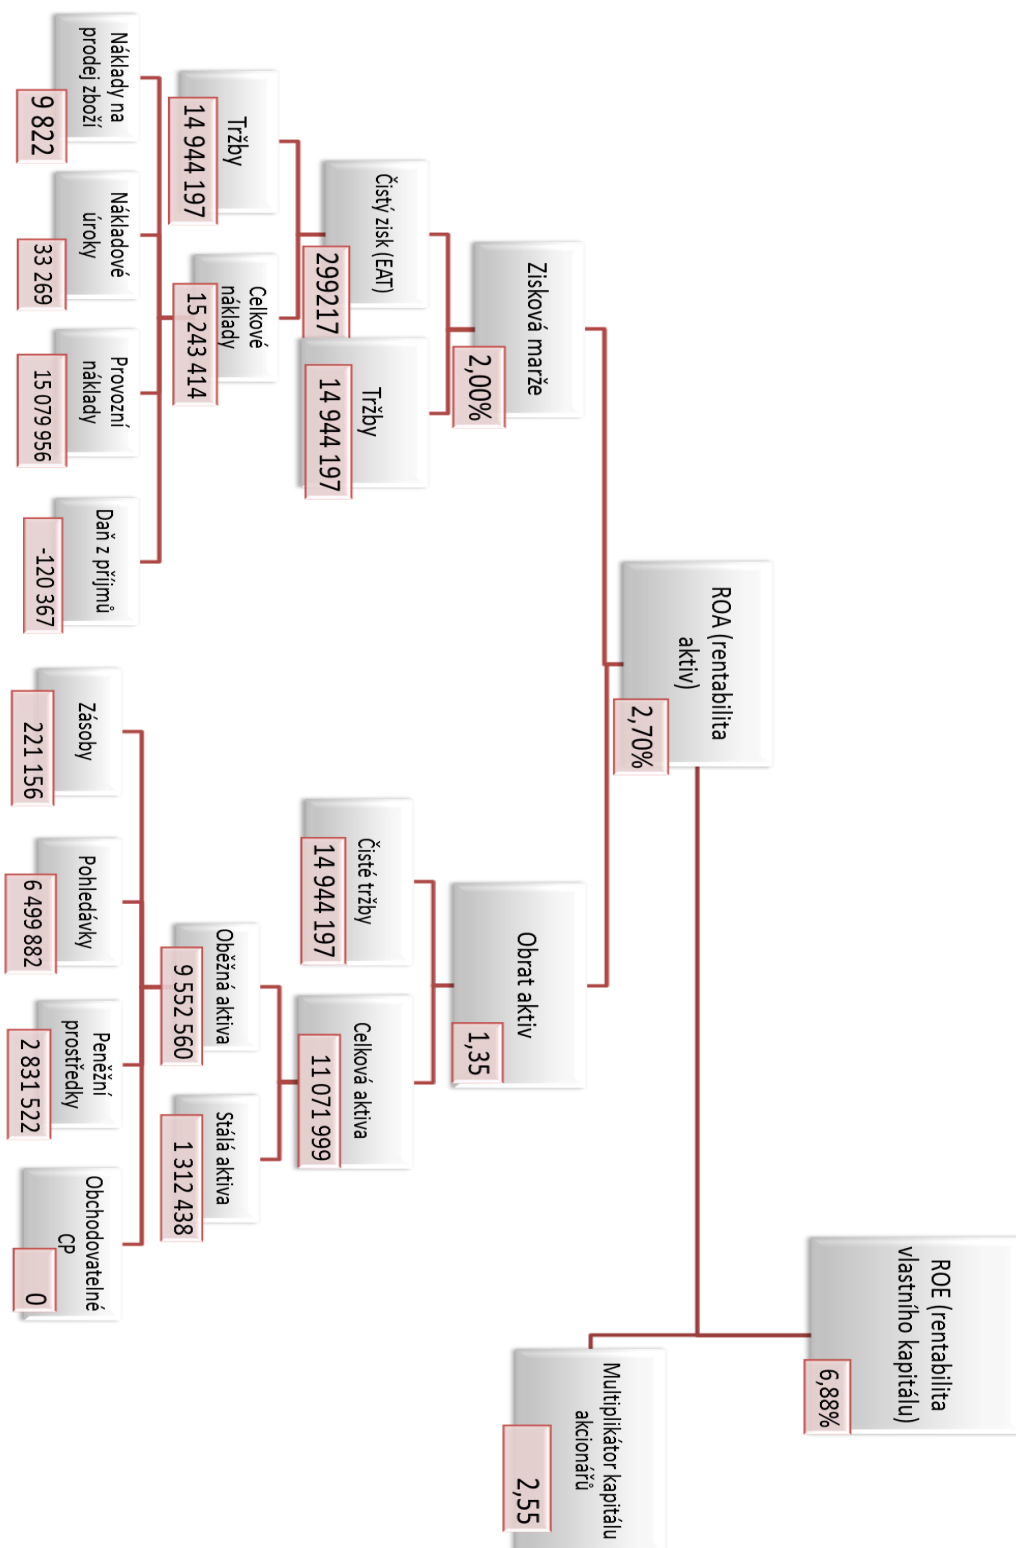 ROE (rentabilita
vlastního kapitálu)
6,88%
ROA (rentabilita
aktiv)
2,70%
Multiplikátor kapitálu
akcionářů
2,55
Zisková marže
2,00%
Obrat aktiv
1,35
Čistý zisk (EAT)
299217
Tržby
14 944 197
Čisté tržby
14 944 197
Celková aktiva
11 071 999
Tržby
14 944 197
Celkové
náklady
15 243 414
Oběžná aktiva
9 552 560
Stálá aktiva
1 312 438
Náklady na
prodej zboží
9 822
Nákladové
úroky
33 269
Provozní
náklady
15 079 956
Daň z příjmů
-120 367
Zásoby
221 156
Pohledávky
6 499 882
Peněžní
prostředky
2 831 522
Obchodovatelné
CP
0